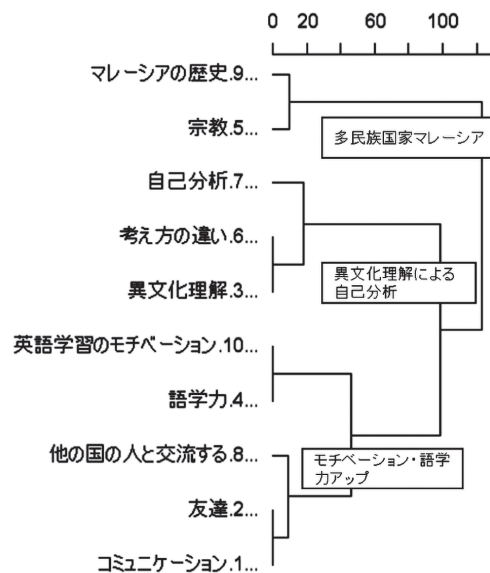 0 20 60 100
マレーシアの歴史.9...
宗教.5...
多民族国家マレーシア
自己分析.7...
考え方の違い.6...
異文化理解.3...
異文化理解による
自己分析
英語学習のモチベーション.10...
語学力.4...
他の国の人と交流する.8...
モチベーション・語学
力アップ
友達.2...
コミュニケーション.1...